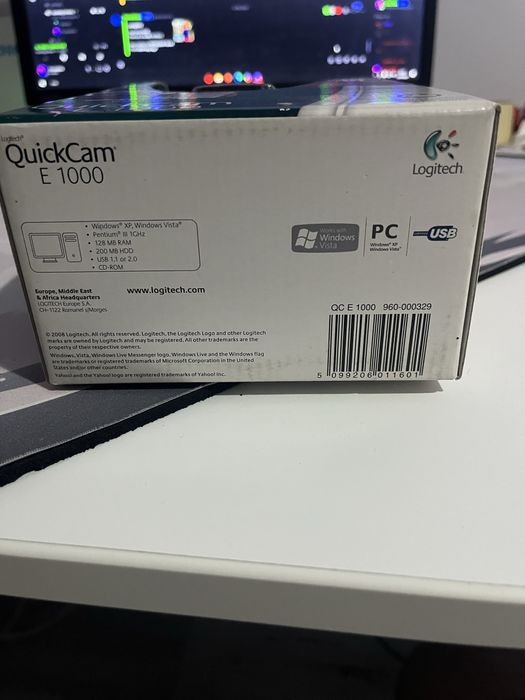 Logitech®
QuickCam®
E 1000
Logitech
• Windows® XP, Windows Vista®
• Pentium® III 1GHz
• 128 MB RAM
• 200 MB HDD
• USB 1.1 or 2.0
• CD-ROM
Works with
Windows
Vista™
PC
Windows® XP
Windows Vista™
USB
Europe, Middle East
& Africa Headquarters
LOGITECH Europe S.A.
CH-1122 Romanel s/Morges
www.logitech.com
QC E 1000 960-000329
© 2008 Logitech. All rights reserved. Logitech, the Logitech Logo and other Logitech
marks are owned by Logitech and may be registered. All other trademarks are the
property of their respective owners.
Windows, Vista, Windows Live Messenger logo, Windows Live and the Windows flag
are trademarks or registered trademarks of Microsoft Corporation in the United
States and/or other countries.
Yahoo! and the Yahoo! logo are registered trademarks of Yahoo! Inc.
5 099206 011601